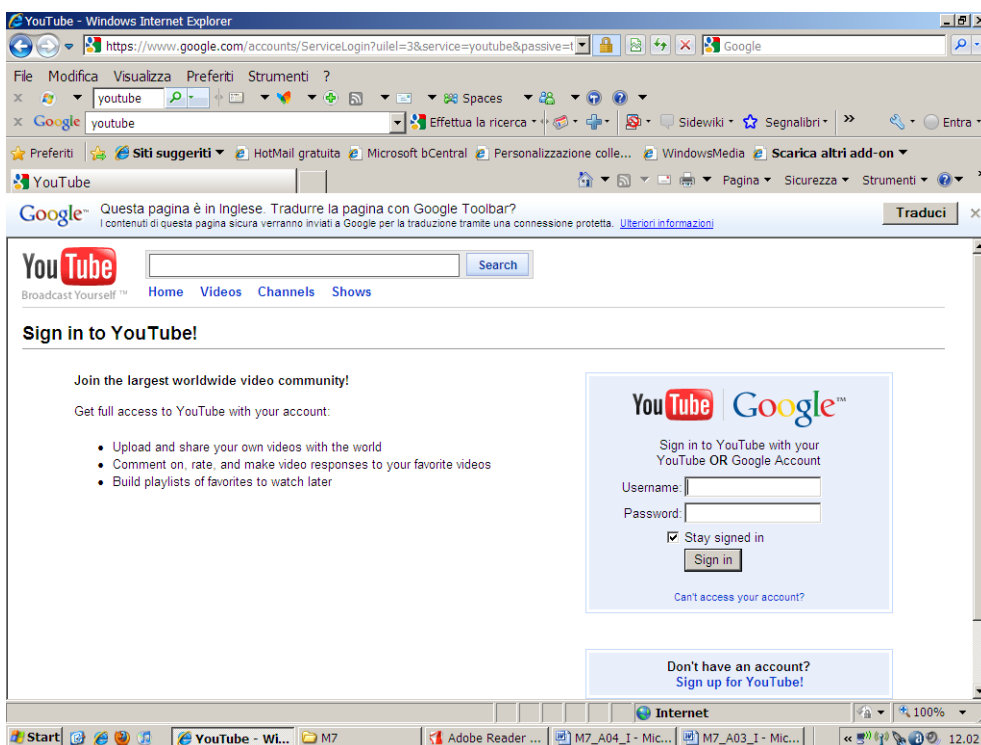 YouTube - Windows Internet Explorer
https://www.google.com/accounts/ServiceLogin?uilel=3&service=youtube&passive=t
Google
File Modifica Visualizza Preferiti Strumenti ?
youtube Spaces
Google youtube Effettua la ricerca Sidewiki Segnalibri Entra
Preferiti Siti suggeriti HotMail gratuita Microsoft bCentral Personalizzazione colle... WindowsMedia Scarica altri add-on
YouTube Pagina Sicurezza Strumenti
Google™ Questa pagina è in Inglese. Tradurre la pagina con Google Toolbar? Traduci
I contenuti di questa pagina sicura verranno inviati a Google per la traduzione tramite una connessione protetta. Ulteriori informazioni
YouTube Search
Broadcast Yourself ™ Home Videos Channels Shows
Sign in to YouTube!
Join the largest worldwide video community!
Get full access to YouTube with your account:
• Upload and share your own videos with the world
• Comment on, rate, and make video responses to your favorite videos
• Build playlists of favorites to watch later
YouTube Google™
Sign in to YouTube with your
YouTube OR Google Account
Username:
Password:
Stay signed in
Sign in
Can't access your account?
Don't have an account?
Sign up for YouTube!
Internet 100%
Start YouTube - Wi... M7 Adobe Reader ... M7_A04_I - Mic... M7_A03_I - Mic... 12.02